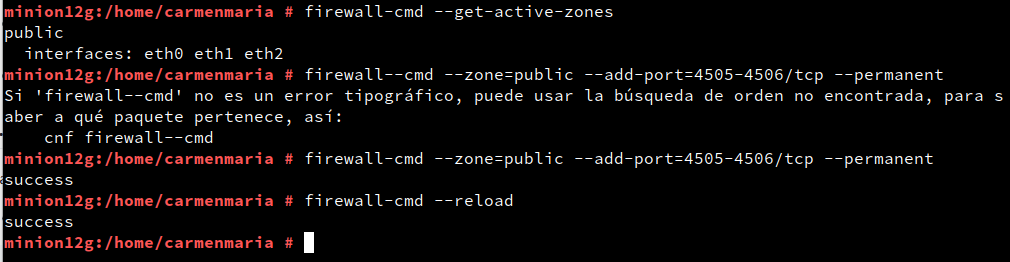 minion12g:/home/carmenmaria # firewall-cmd --get-active-zones
public
  interfaces: eth0 eth1 eth2
minion12g:/home/carmenmaria # firewall--cmd --zone=public --add-port=4505-4506/tcp --permanent
Si 'firewall--cmd' no es un error tipográfico, puede usar la búsqueda de orden no encontrada, para s
aber a qué paquete pertenece, así:
    cnf firewall--cmd
minion12g:/home/carmenmaria # firewall-cmd --zone=public --add-port=4505-4506/tcp --permanent
success
minion12g:/home/carmenmaria # firewall-cmd --reload
success
minion12g:/home/carmenmaria #